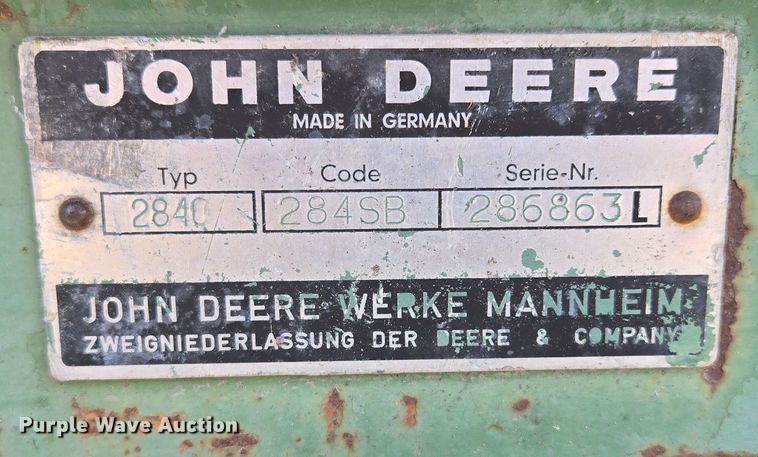 JOHN DEERE
MADE IN GERMANY
Typ Code Serie-Nr.
2840 284SB 286863L
JOHN DEERE WERKE MANNHEIM
ZWEIGNIEDERLASSUNG DER DEERE & COMPANY
Purple Wave Auction